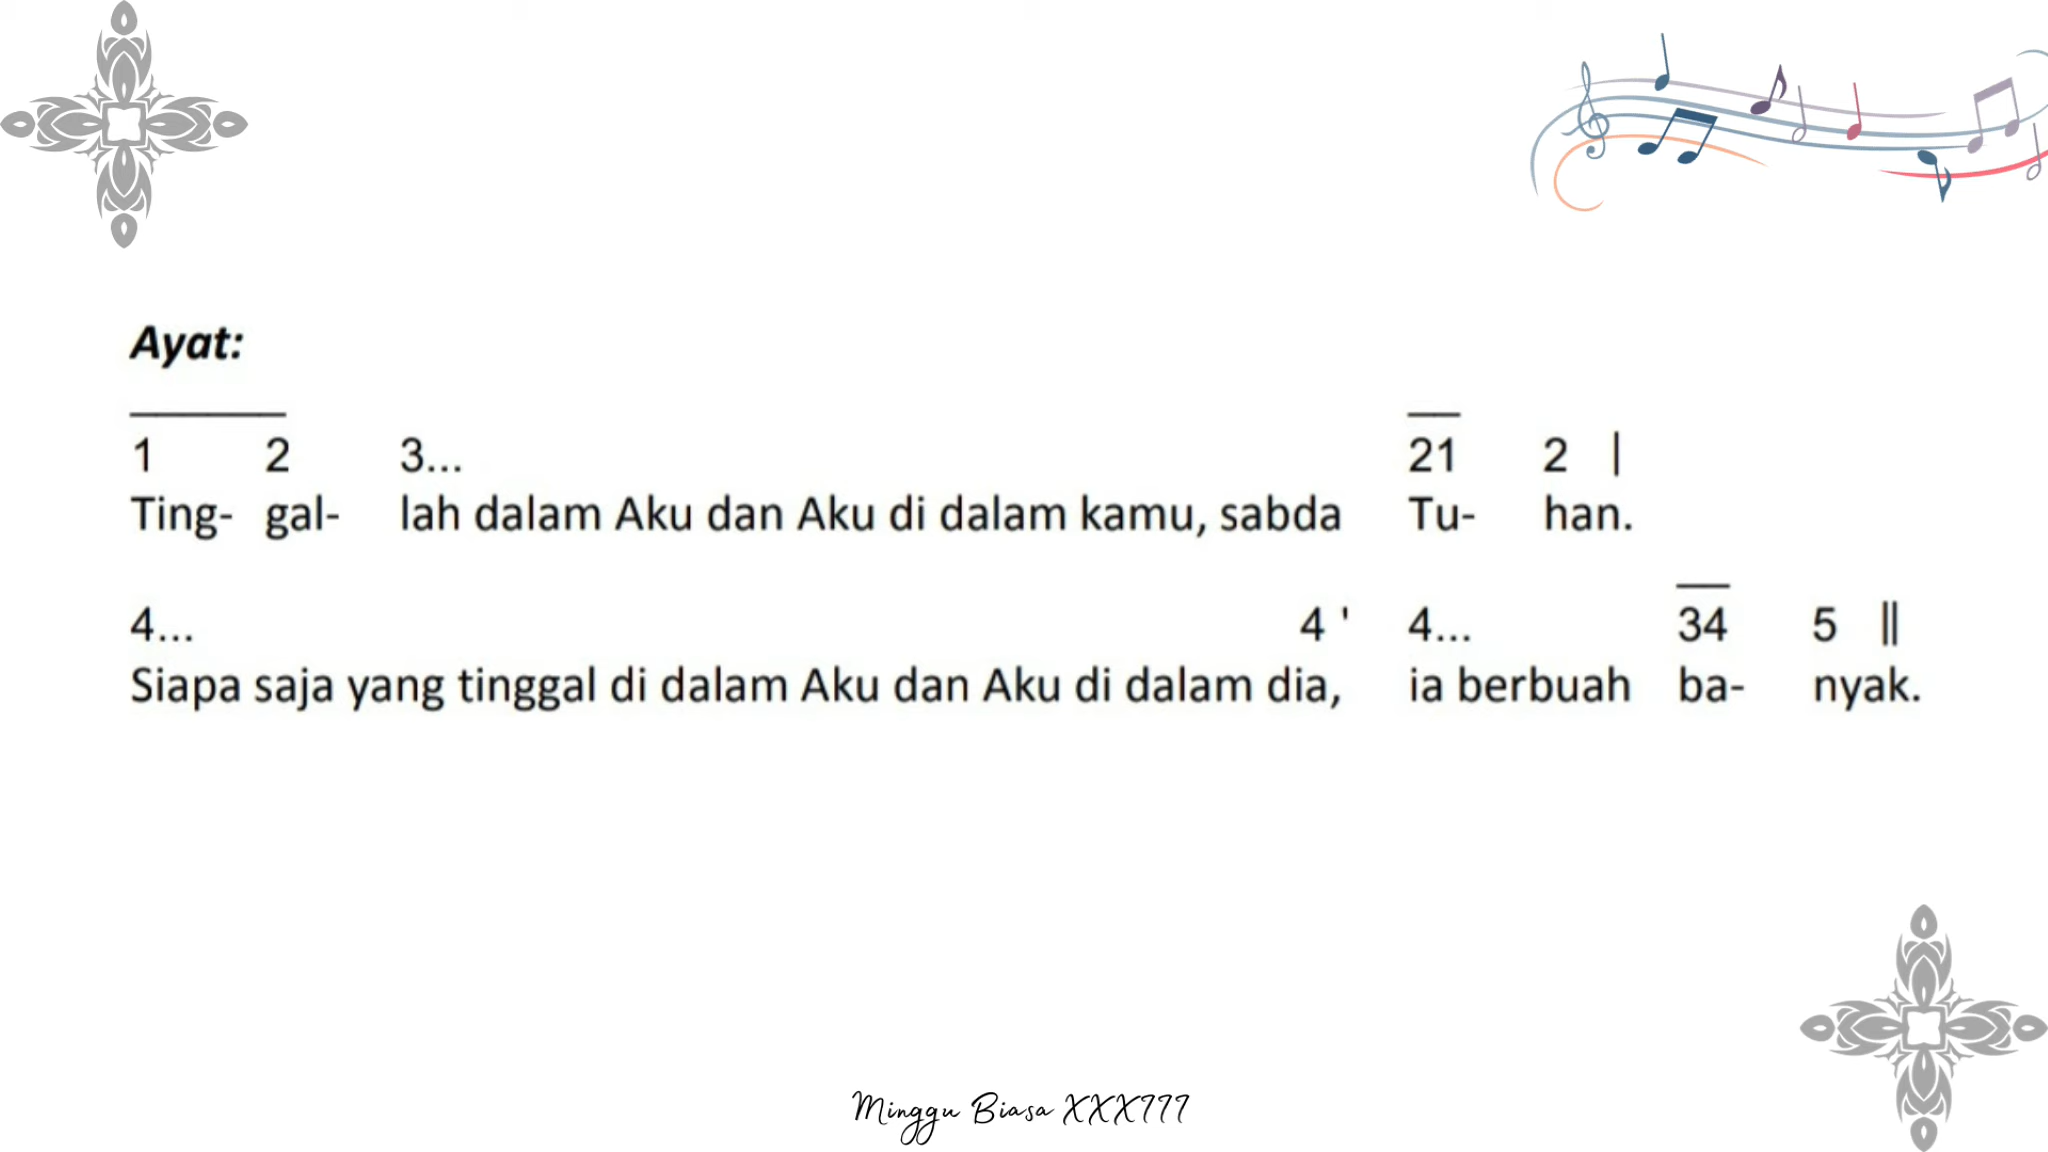 Ayat:
1 2 3... 21 2 |
Ting- gal- lah dalam Aku dan Aku di dalam kamu, sabda Tu- han.
4... 4 ' 4... 34 5 ||
Siapa saja yang tinggal di dalam Aku dan Aku di dalam dia, ia berbuah ba- nyak.
Minggu Biasa XXXIII